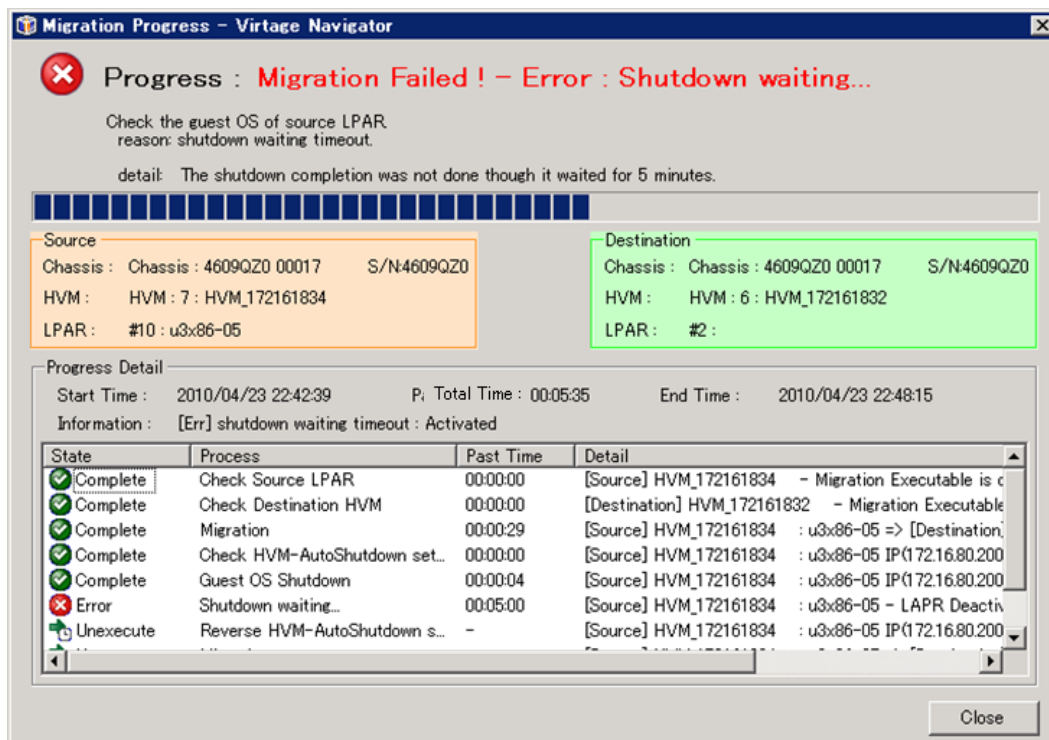 Migration Progress - Virtage Navigator
Progress : Migration Failed ! - Error : Shutdown waiting...
Check the guest OS of source LPAR.
reason: shutdown waiting timeout.
detail: The shutdown completion was not done though it waited for 5 minutes.
Source
Chassis : Chassis : 4609QZ0 00017 S/N:4609QZ0
HVM : HVM : 7 : HVM_172161834
LPAR : #10 : u3x86-05
Destination
Chassis : Chassis : 4609QZ0 00017 S/N:4609QZ0
HVM : HVM : 6 : HVM_172161832
LPAR : #2 :
Progress Detail
Start Time : 2010/04/23 22:42:39 Total Time : 00:05:35 End Time : 2010/04/23 22:48:15
Information : [Err] shutdown waiting timeout : Activated
State Process Past Time Detail
Complete Check Source LPAR 00:00:00 [Source] HVM_172161834 - Migration Executable is
Complete Check Destination HVM 00:00:00 [Destination] HVM_172161832 - Migration Executable
Complete Migration 00:00:29 [Source] HVM_172161834 : u3x86-05 => [Destination]
Complete Check HVM-AutoShutdown set... 00:00:00 [Source] HVM_172161834 : u3x86-05 IP(172.16.80.200
Complete Guest OS Shutdown 00:00:04 [Source] HVM_172161834 : u3x86-05 IP(172.16.80.200
Error Shutdown waiting... 00:05:00 [Source] HVM_172161834 : u3x86-05 - LAPR Deactiv
Unexecute Reverse HVM-AutoShutdown s... - [Source] HVM_172161834 : u3x86-05 IP(172.16.80.200
Close